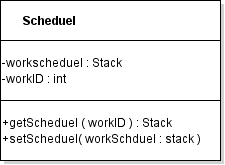 Scheduel
-workscheduel : Stack
-workID : int
+getScheduel ( workID ) : Stack
+setScheduel( workSchduel : stack )